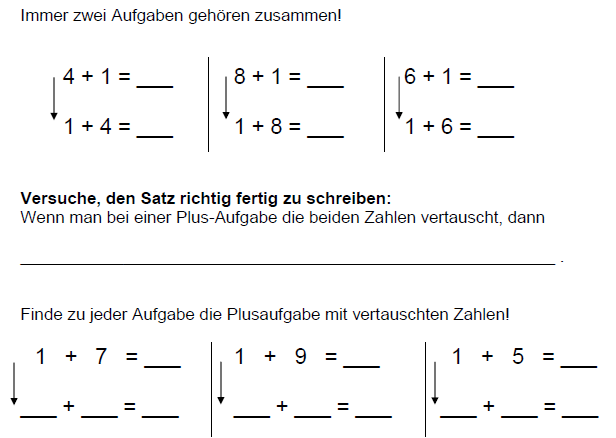 Immer zwei Aufgaben gehören zusammen!
4 + 1 = ___ 8 + 1 = ___ 6 + 1 = ___
1 + 4 = ___ 1 + 8 = ___ 1 + 6 = ___
Versuche, den Satz richtig fertig zu schreiben:
Wenn man bei einer Plus-Aufgabe die beiden Zahlen vertauscht, dann
___ .
Finde zu jeder Aufgabe die Plusaufgabe mit vertauschten Zahlen!
1 + 7 = ___ 1 + 9 = ___ 1 + 5 = ___
___ + ___ = ___ ___ + ___ = ___ ___ + ___ = ___